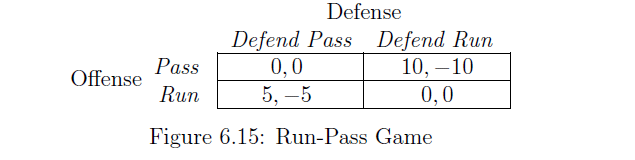 Defense
Defend Pass Defend Run
Offense Pass 0, 0 10, −10
Run 5, −5 0, 0
Figure 6.15: Run-Pass Game